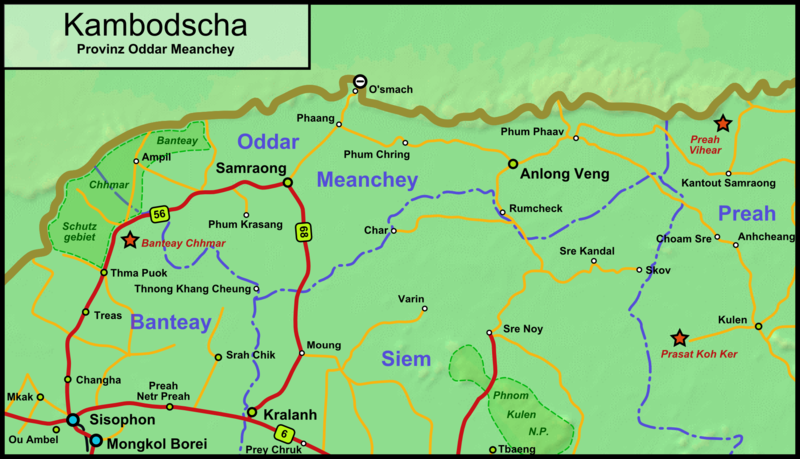 Kambodscha
Provinz Oddar Meanchey
O'smach
Phaang
Oddar
Banteay
Ampil
Phum Phaav
Preah
Vihear
Samraong
Phum Chring
Anlong Veng
Meanchey
Kantout Samraong
Chhmar
56
Rumcheck
Preah
Schutz
gebiet
Phum Krasang
68
Char
Choam Sre
Anhcheang
Banteay Chhmar
Sre Kandal
Thma Puok
Skov
Thnong Khang Cheung
Varin
Treas
Banteay
Kulen
Sre Noy
Moung
Srah Chik
Siem
Prasat Koh Ker
Changha
Preah
Netr Preah
Mkak
Phnom
Kulen
N.P.
Sisophon
Kralanh
Ou Ambel
6
Mongkol Borei
Prey Chruk
Tbaeng